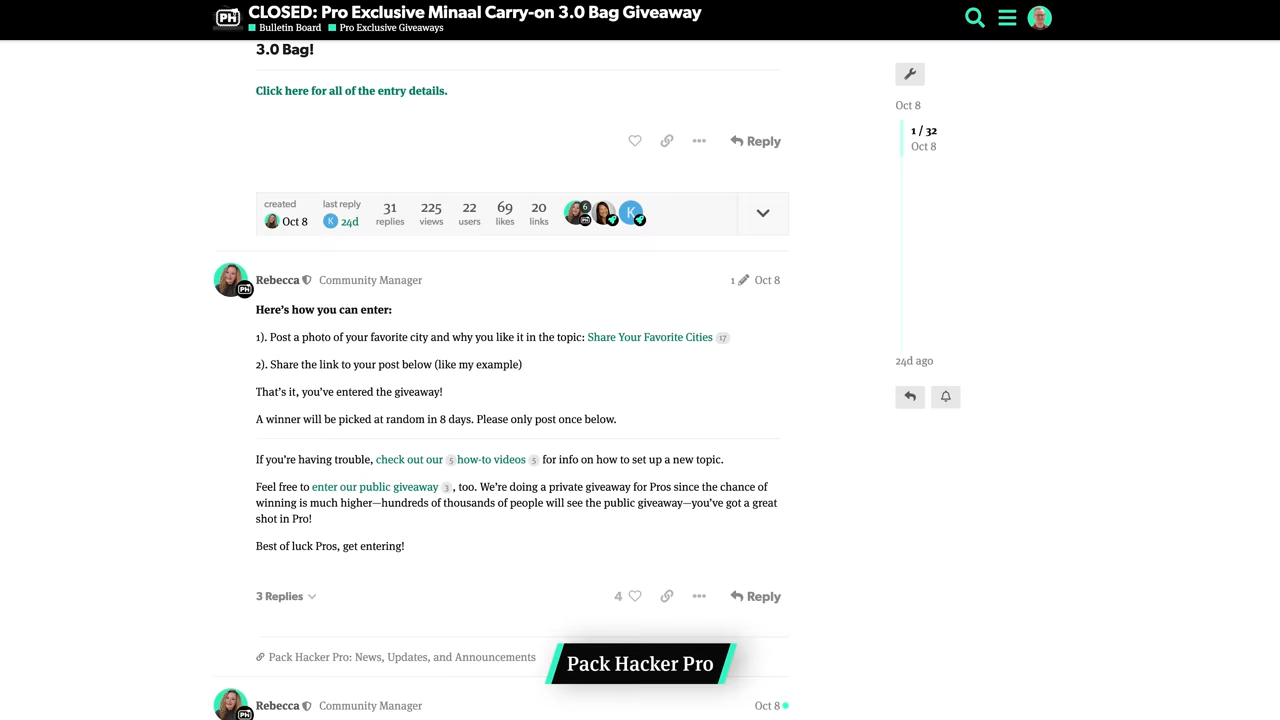 PH
CLOSED: Pro Exclusive Minaal Carry-on 3.0 Bag Giveaway
Bulletin Board Pro Exclusive Giveaways
3.0 Bag!
Click here for all of the entry details.
Reply
Oct 8
1 / 32
Oct 8
24d ago
created last reply 31 225 22 69 20 6
Oct 8 K 24d replies views users likes links PH K
Rebecca Community Manager 1 Oct 8
PH
Here's how you can enter:
1). Post a photo of your favorite city and why you like it in the topic: Share Your Favorite Cities 17
2). Share the link to your post below (like my example)
That's it, you've entered the giveaway!
A winner will be picked at random in 8 days. Please only post once below.
If you're having trouble, check out our 5 how-to videos 5 for info on how to set up a new topic.
Feel free to enter our public giveaway 3 , too. We're doing a private giveaway for Pros since the chance of
winning is much higher—hundreds of thousands of people will see the public giveaway—you've got a great
shot in Pro!
Best of luck Pros, get entering!
3 Replies 4 Reply
Pack Hacker Pro: News, Updates, and Announcements
Pack Hacker Pro
Rebecca Community Manager Oct 8
PH